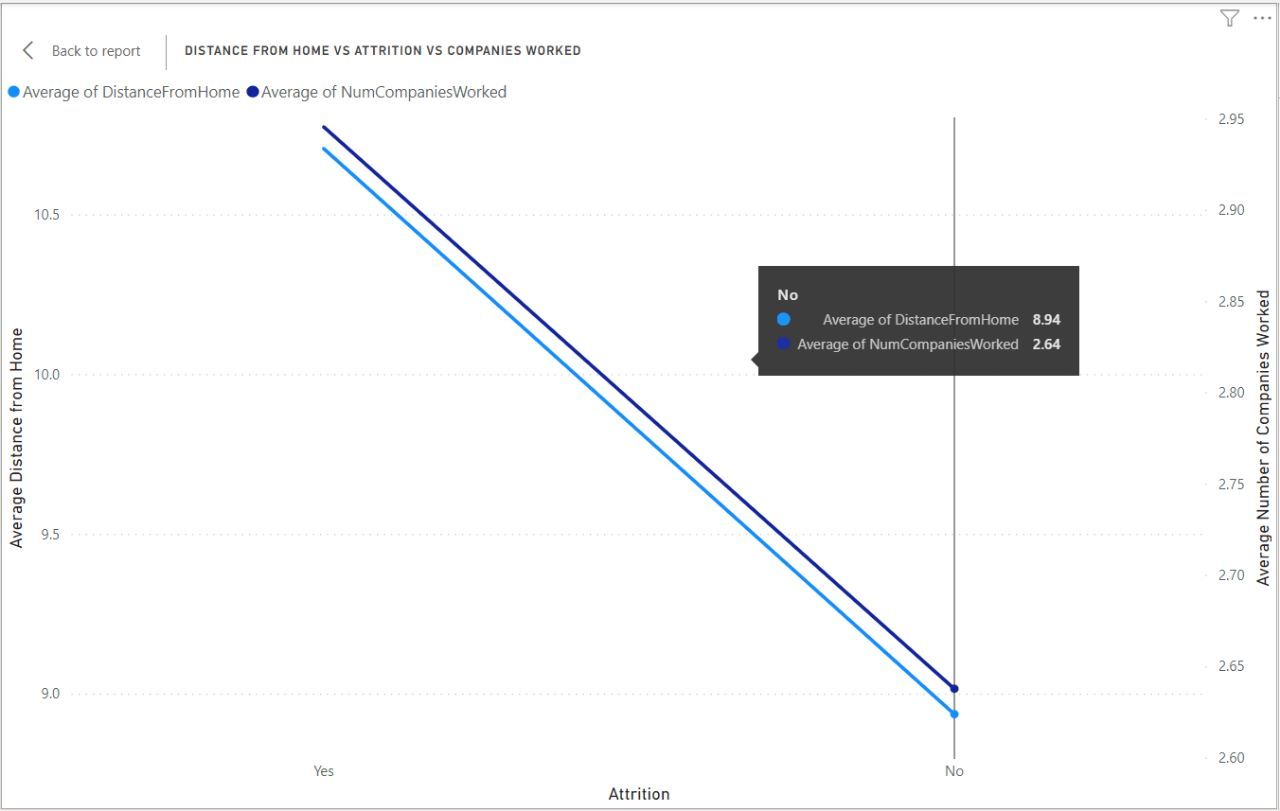 Back to report
DISTANCE FROM HOME VS ATTRITION VS COMPANIES WORKED
Average of DistanceFromHome
Average of NumCompaniesWorked
Average Distance from Home
10.5
10.0
9.5
9.0
No
Average of DistanceFromHome 8.94
Average of NumCompaniesWorked 2.64
2.95
2.90
2.85
2.80
2.75
2.70
2.65
2.60
Average Number of Companies Worked
Yes
No
Attrition